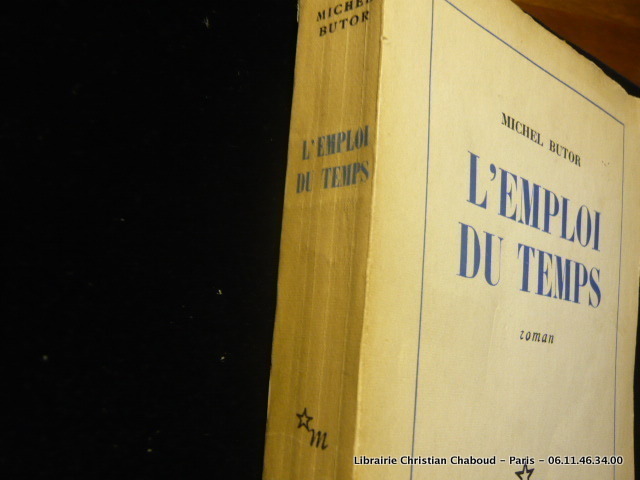 MICHEL
BUTOR
L'EMPLOI
DU TEMPS
m
MICHEL BUTOR
L'EMPLOI
DU TEMPS
roman
Librairie Christian Chaboud - Paris - 06.11.46.34.00